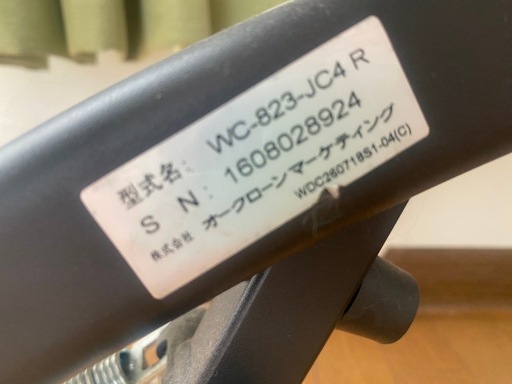 型式名： WC-823-JC4 R
S N： 1608028924
株式会社 オークローンマーケティング
WDC260718S1-04(C)